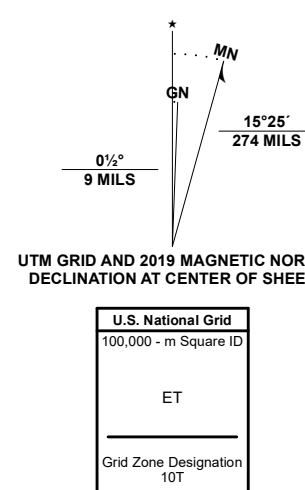 ★
MN
GN
15°25´
274 MILS
0½°
9 MILS
UTM GRID AND 2019 MAGNETIC NOR
DECLINATION AT CENTER OF SHEE
U.S. National Grid
100,000 - m Square ID
ET
Grid Zone Designation
10T